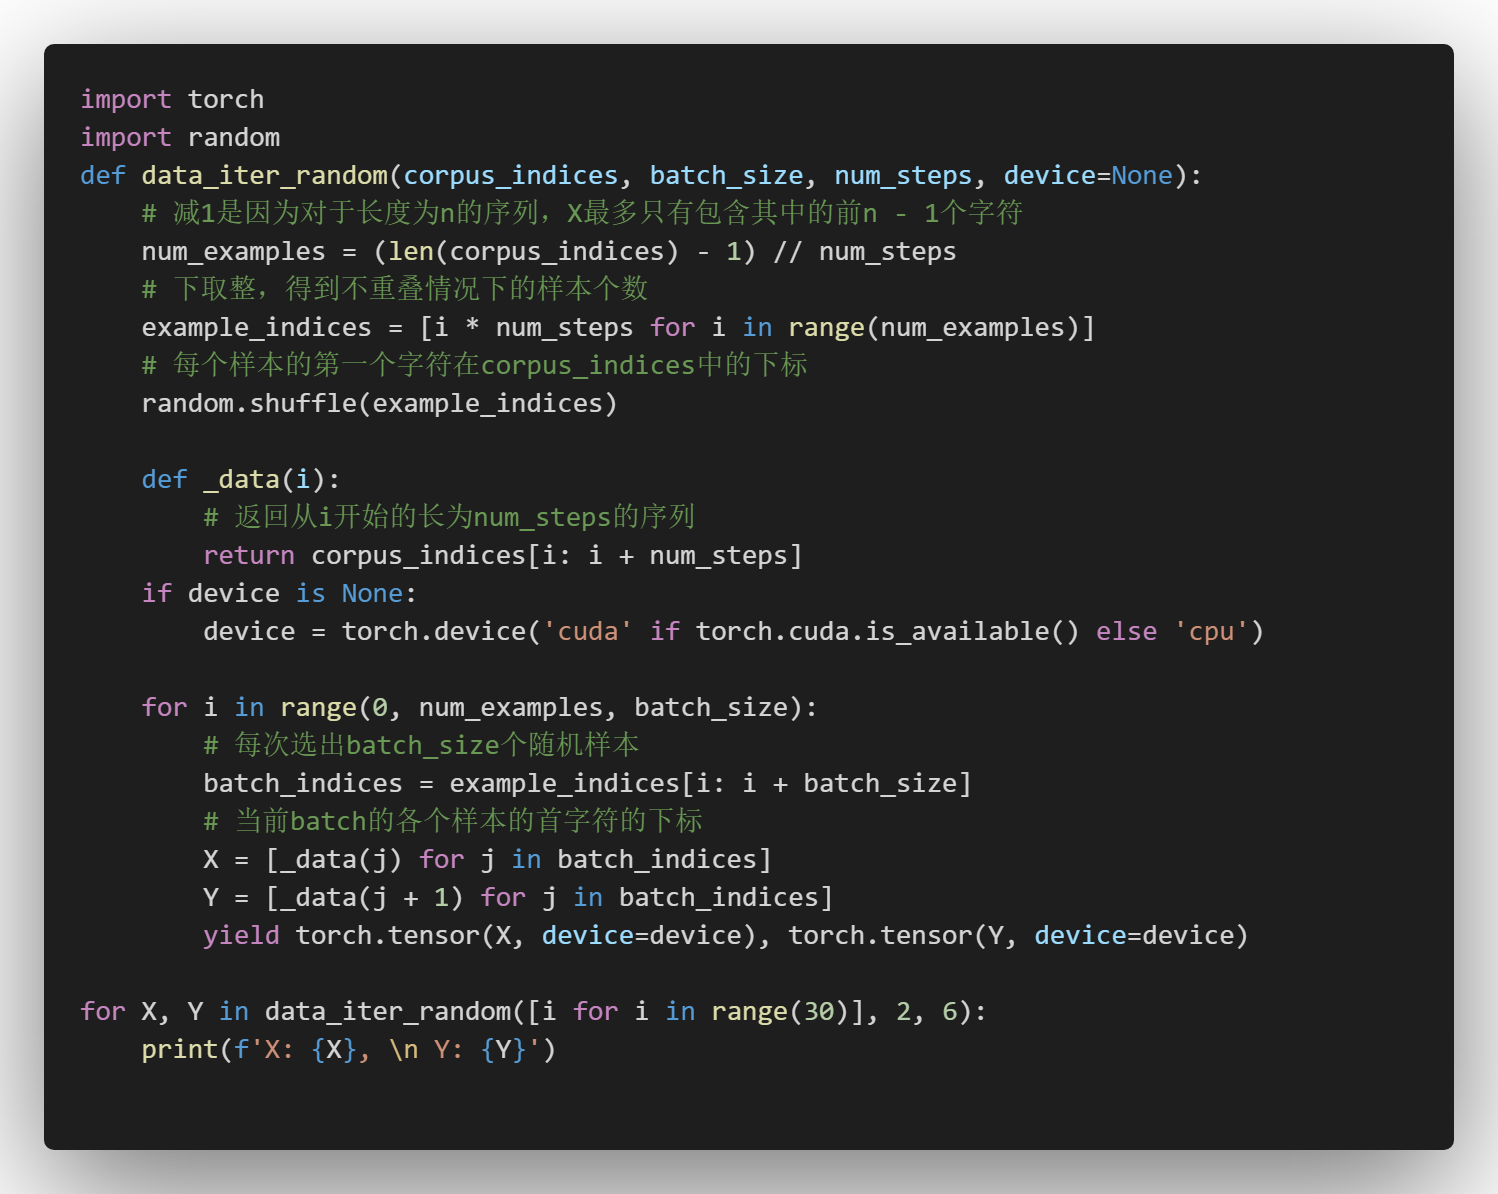 import torch
import random
def data_iter_random(corpus_indices, batch_size, num_steps, device=None):
    # 减1是因为对于长度为n的序列，X最多只有包含其中的前n - 1个字符
    num_examples = (len(corpus_indices) - 1) // num_steps
    # 下取整，得到不重叠情况下的样本个数
    example_indices = [i * num_steps for i in range(num_examples)]
    # 每个样本的第一个字符在corpus_indices中的下标
    random.shuffle(example_indices)

    def _data(i):
        # 返回从i开始的长为num_steps的序列
        return corpus_indices[i: i + num_steps]
    if device is None:
        device = torch.device('cuda' if torch.cuda.is_available() else 'cpu')

    for i in range(0, num_examples, batch_size):
        # 每次选出batch_size个随机样本
        batch_indices = example_indices[i: i + batch_size]
        # 当前batch的各个样本的首字符的下标
        X = [_data(j) for j in batch_indices]
        Y = [_data(j + 1) for j in batch_indices]
        yield torch.tensor(X, device=device), torch.tensor(Y, device=device)

for X, Y in data_iter_random([i for i in range(30)], 2, 6):
    print(f'X: {X}, \n Y: {Y}')